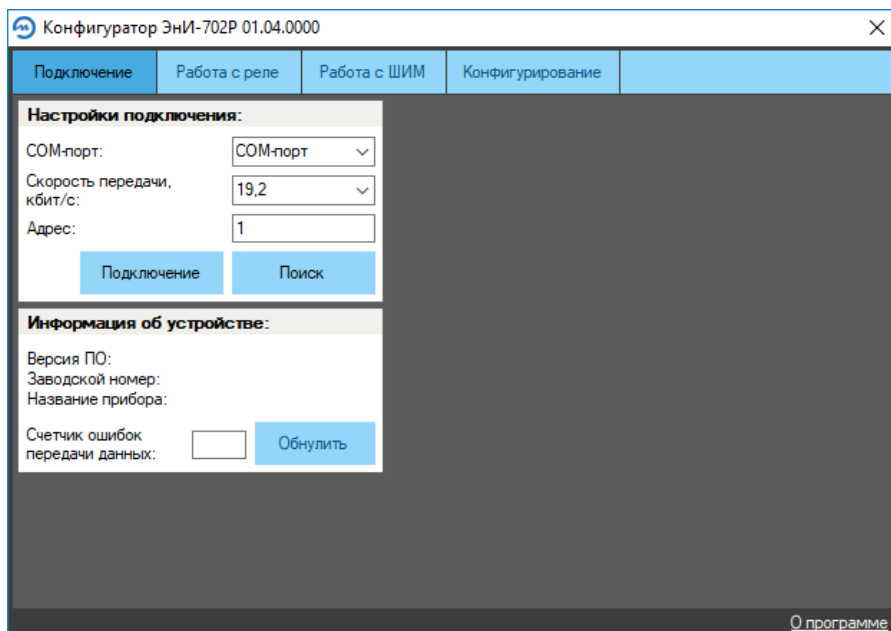 Конфигуратор ЭнИ-702Р 01.04.0000
Подключение
Работа с реле
Работа с ШИМ
Конфигурирование
Настройки подключения:
COM-порт:
COM-порт
Скорость передачи,
кбит/с:
19,2
Адрес:
1
Подключение
Поиск
Информация об устройстве:
Версия ПО:
Заводской номер:
Название прибора:
Счетчик ошибок
передачи данных:
Обнулить
О программе